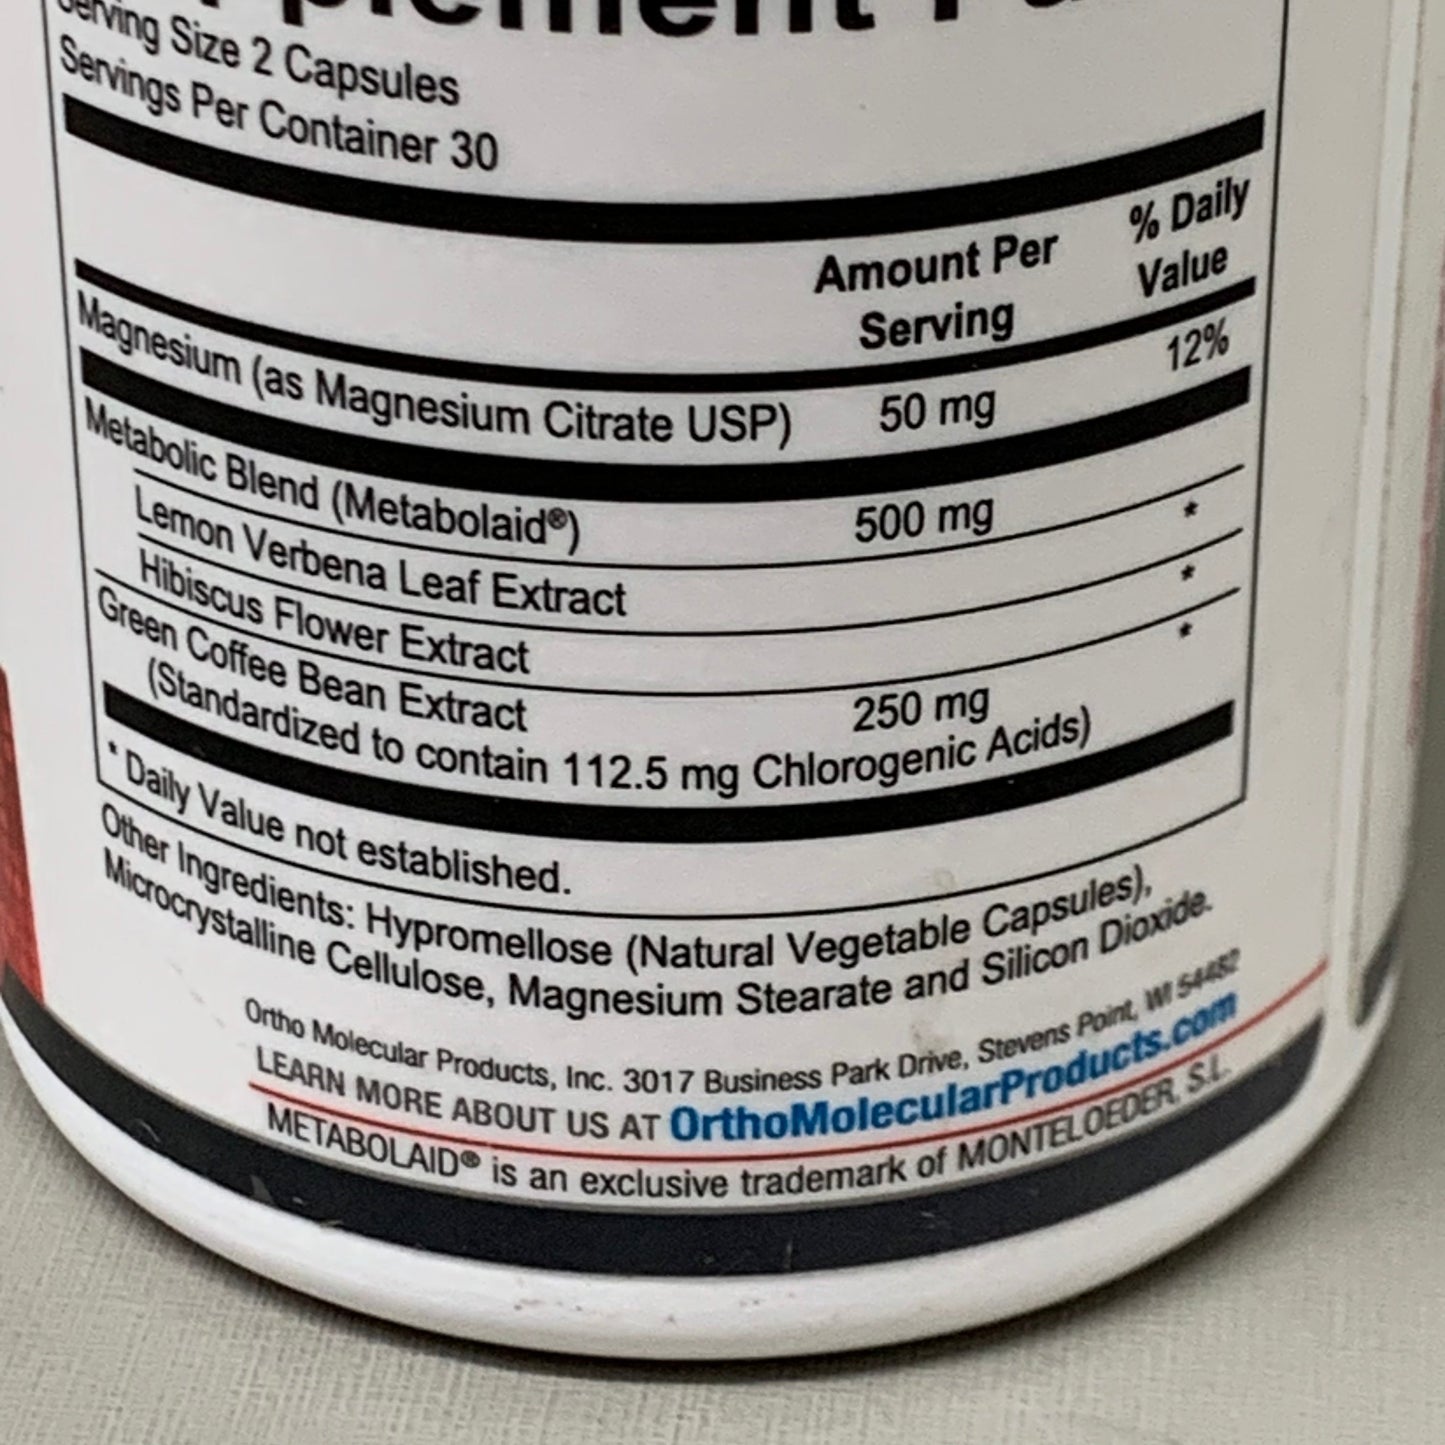 Supplement Facts
Serving Size 2 Capsules
Servings Per Container 30
Amount Per Serving
% Daily Value
Magnesium (as Magnesium Citrate USP) 50 mg 12%
Metabolic Blend (Metabolaid®) 500 mg
Lemon Verbena Leaf Extract *
Hibiscus Flower Extract *
Green Coffee Bean Extract 250 mg *
(Standardized to contain 112.5 mg Chlorogenic Acids)
* Daily Value not established.
Other Ingredients: Hypromellose (Natural Vegetable Capsules),
Microcrystalline Cellulose, Magnesium Stearate and Silicon Dioxide.
Ortho Molecular Products, Inc. 3017 Business Park Drive, Stevens Point, WI 54482
LEARN MORE ABOUT US AT OrthoMolecularProducts.com
METABOLAID® is an exclusive trademark of MONTELOEDER, S.L.